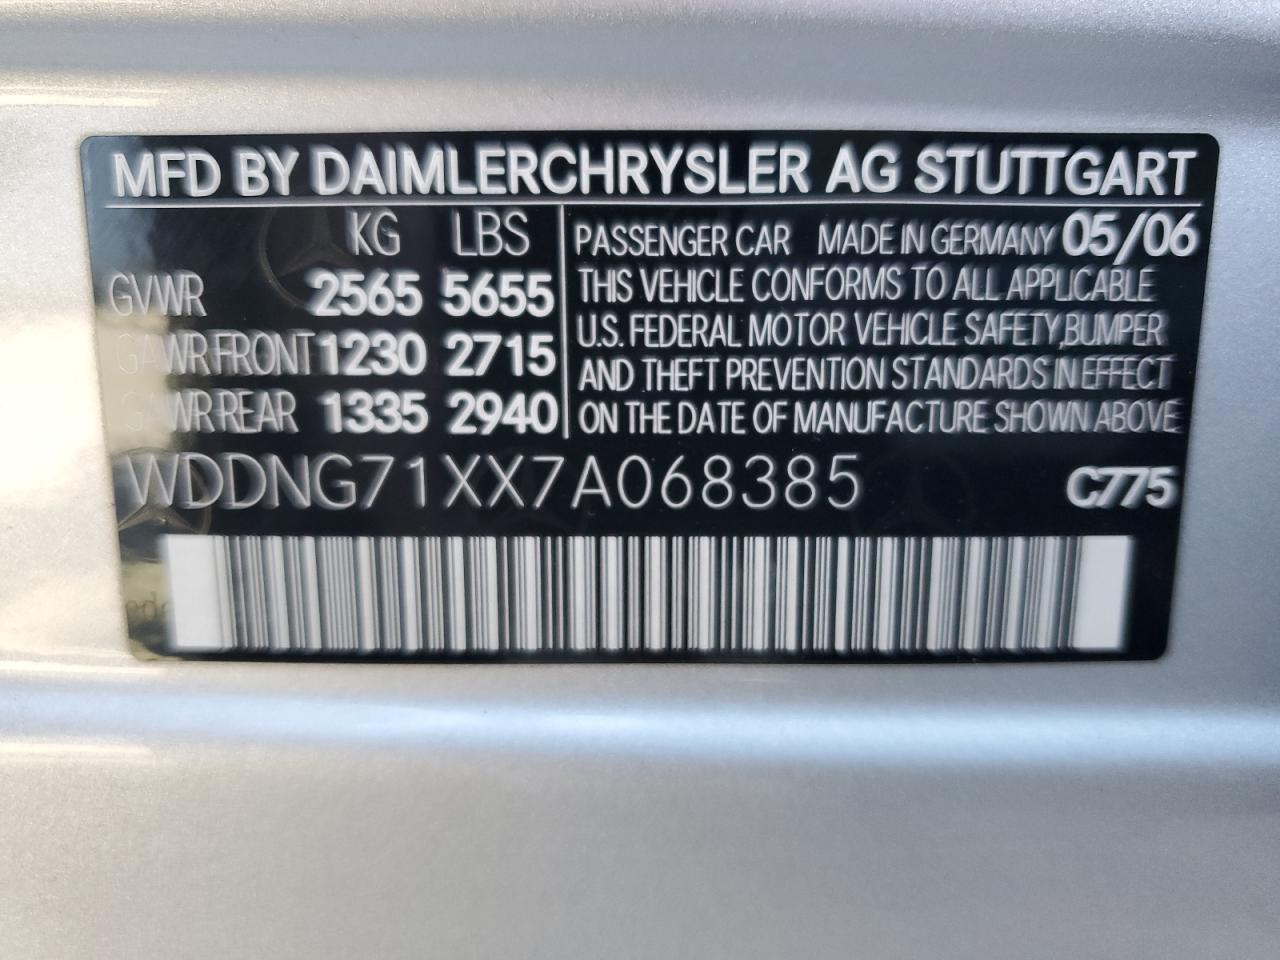 MFD BY DAIMLERCHRYSLER AG STUTTGART
KG LBS
GVWR 2565 5655
GAWR FRONT 1230 2715
GAWR REAR 1335 2940
PASSENGER CAR MADE IN GERMANY 05/06
THIS VEHICLE CONFORMS TO ALL APPLICABLE
U.S. FEDERAL MOTOR VEHICLE SAFETY,BUMPER
AND THEFT PREVENTION STANDARDS IN EFFECT
ON THE DATE OF MANUFACTURE SHOWN ABOVE
WDDNG71XX7A068385 C775